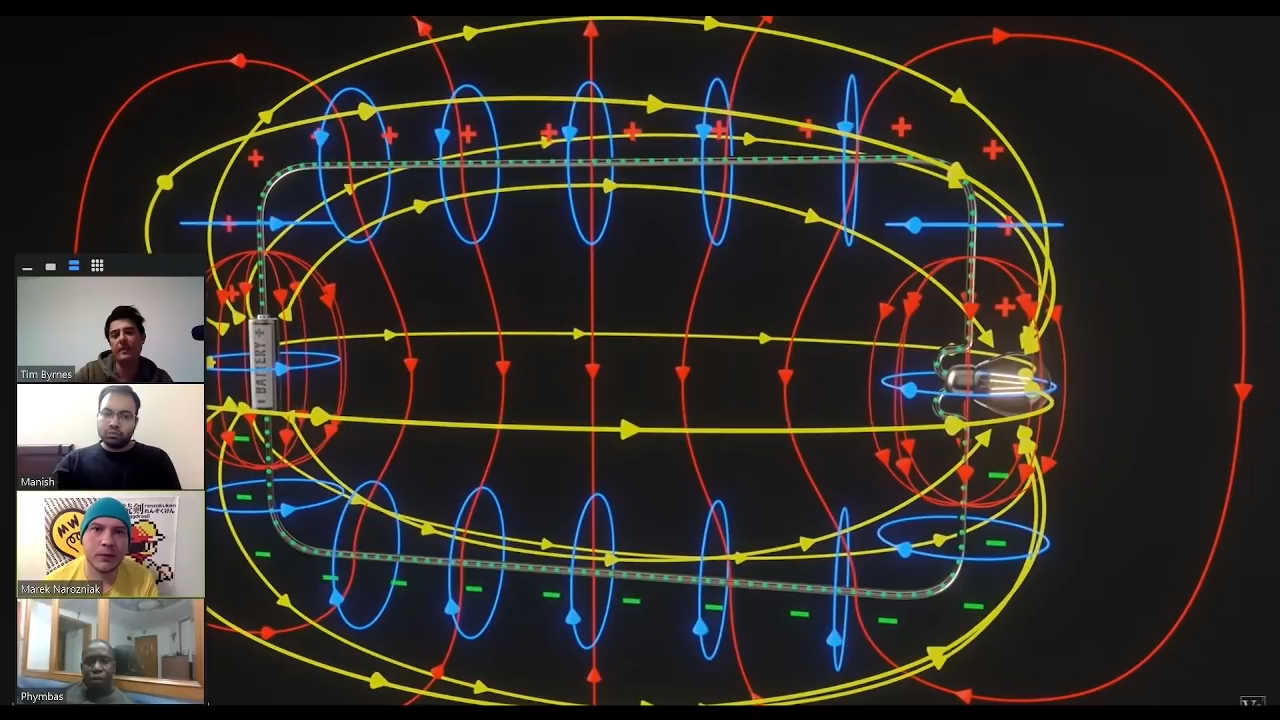 BATTERY
Tim Byrnes
Manish
Marek Narozniak
Phymbas